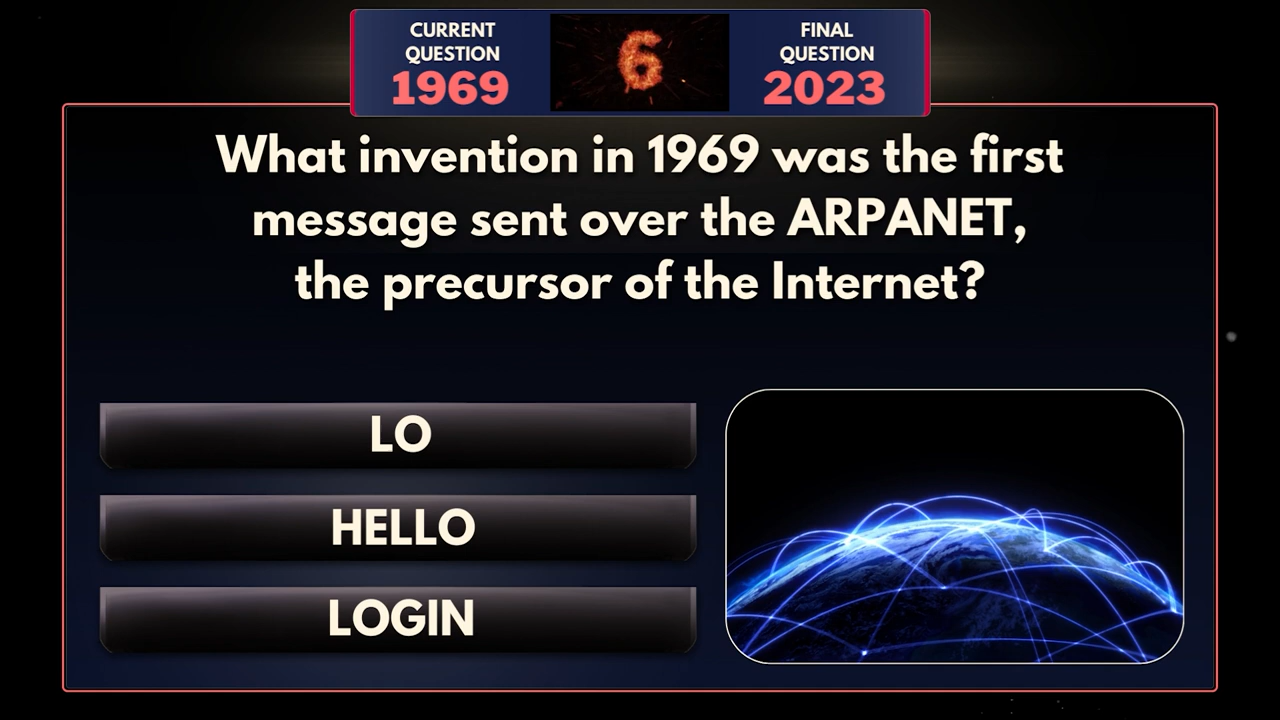 CURRENT
QUESTION
1969
6
FINAL
QUESTION
2023
What invention in 1969 was the first
message sent over the ARPANET,
the precursor of the Internet?
LO
HELLO
LOGIN